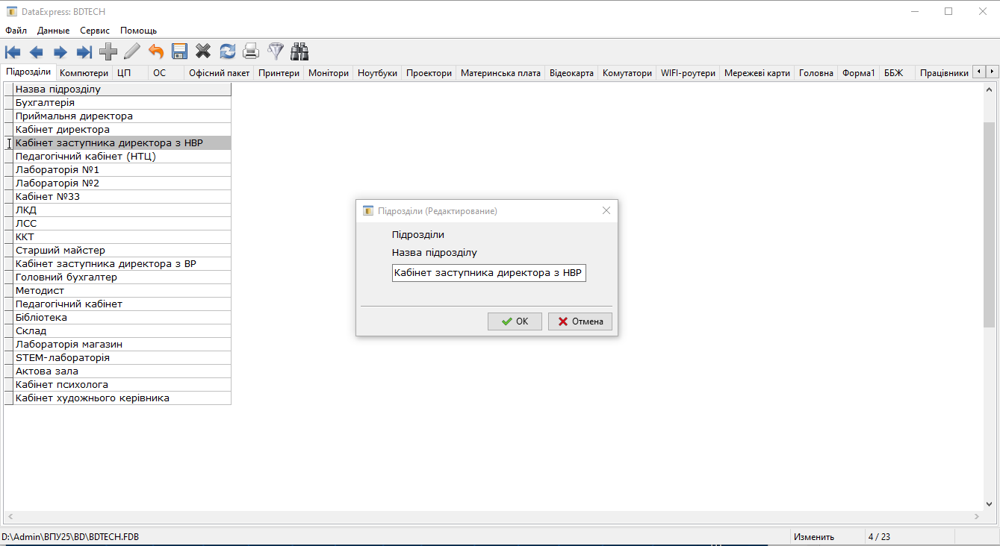 DataExpress: BDTECH
Файл Данные Сервис Помощь
Підрозділи Компютери ЦП ОС Офісний пакет Принтери Монітори Ноутбуки Проектори Материнська плата Відеокарта Комутатори WIFI-роутери Мережеві карти Головна Форма1 ББЖ Працівники
Назва підрозділу
Бухгалтерія
Приймальня директора
Кабінет директора
Кабінет заступника директора з НВР
Педагогічний кабінет (НТЦ)
Лабораторія №1
Лабораторія №2
Кабінет №33
ЛКД
ЛСС
ККТ
Старший майстер
Кабінет заступника директора з ВР
Головний бухгалтер
Методист
Педагогічний кабінет
Бібліотека
Склад
Лабораторія магазин
STEM-лабораторія
Актова зала
Кабінет психолога
Кабінет художнього керівника
Підрозділи (Редактирование)
Підрозділи
Назва підрозділу
Кабінет заступника директора з НВР
ОК Отмена
D:\Admin\ВПУ25\BD\BDTECH.FDB Изменить 4 / 23